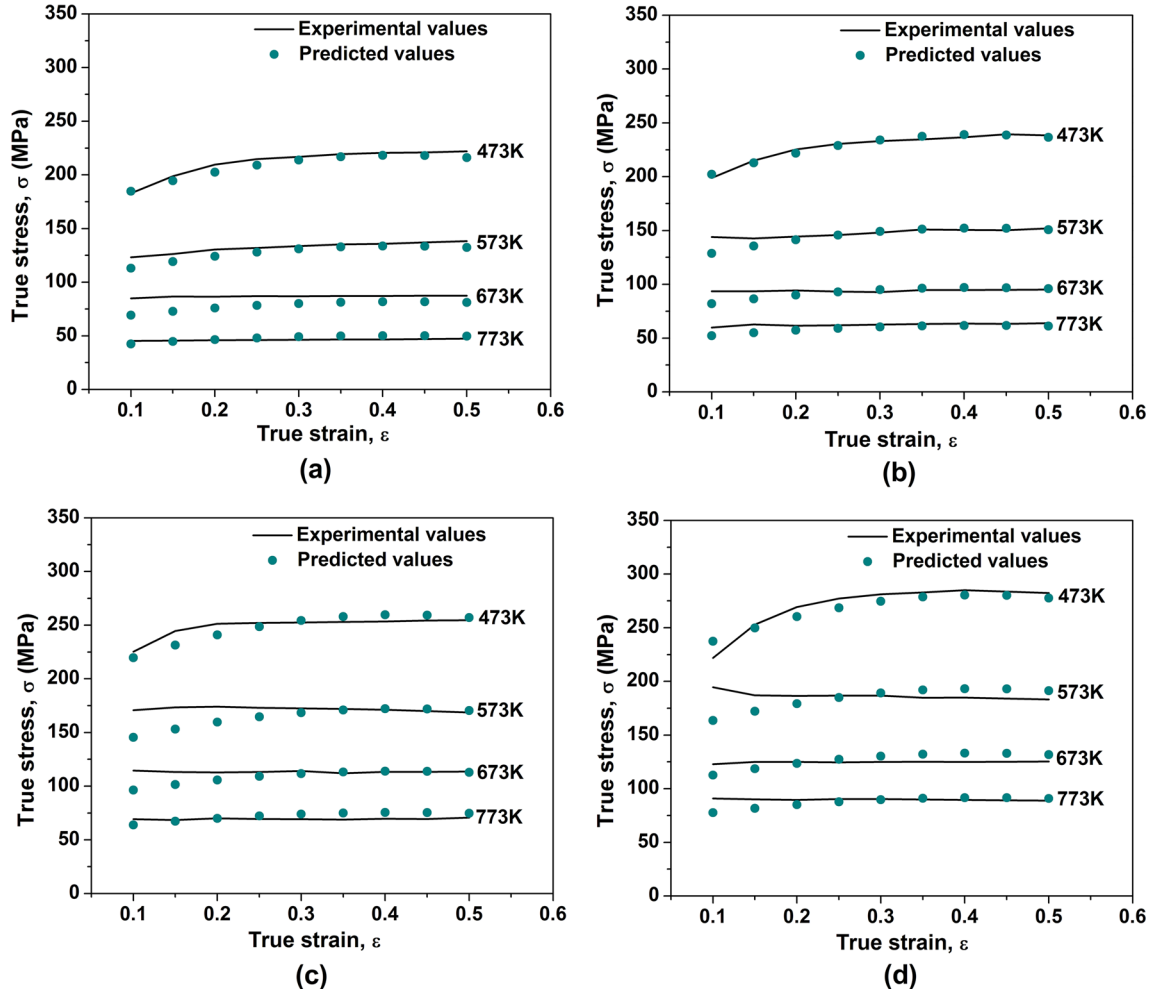 350
300
250
200
150
100
50
0
True stress, σ (MPa)
Experimental values
Predicted values
473K
573K
673K
773K
0.1 0.2 0.3 0.4 0.5 0.6
True strain, ε
(a)
350
300
250
200
150
100
50
0
True stress, σ (MPa)
Experimental values
Predicted values
473K
573K
673K
773K
0.1 0.2 0.3 0.4 0.5 0.6
True strain, ε
(b)
350
300
250
200
150
100
50
0
True stress, σ (MPa)
Experimental values
Predicted values
473K
573K
673K
773K
0.1 0.2 0.3 0.4 0.5 0.6
True strain, ε
(c)
350
300
250
200
150
100
50
0
True stress, σ (MPa)
Experimental values
Predicted values
473K
573K
673K
773K
0.1 0.2 0.3 0.4 0.5 0.6
True strain, ε
(d)